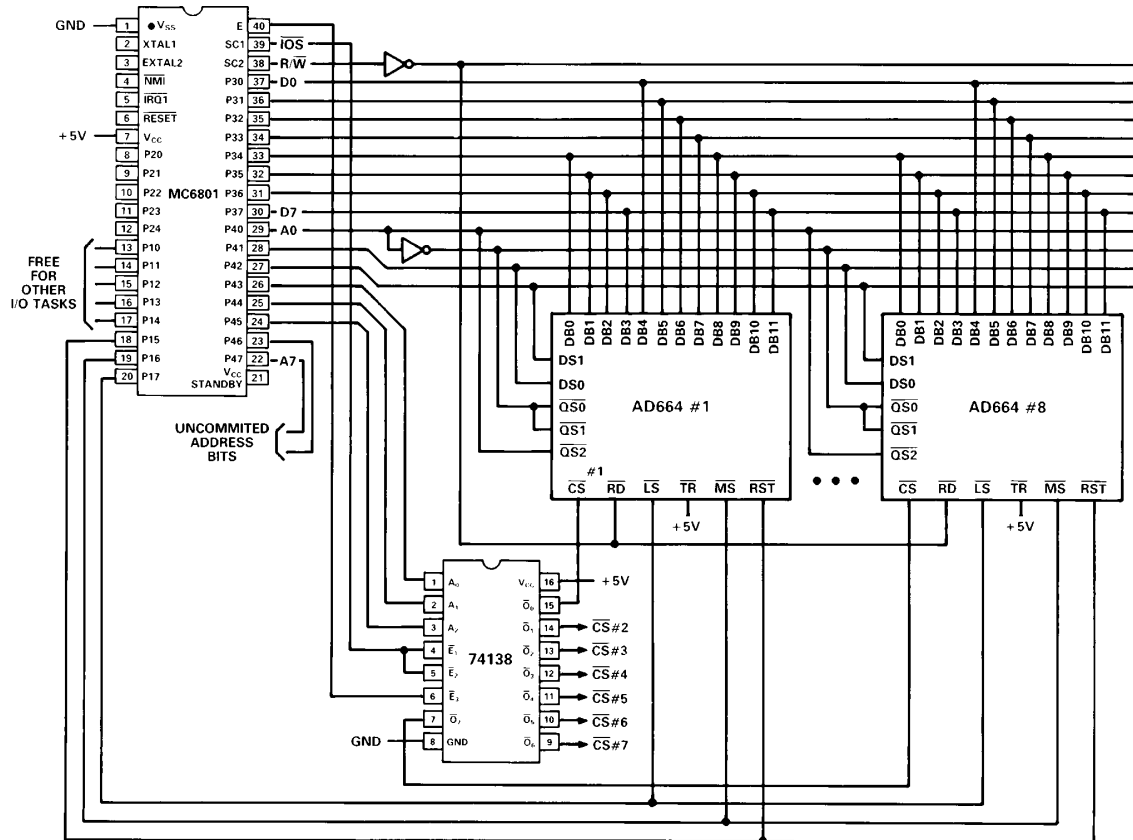 GND
1 VSS E 40
2 XTAL1 SC1 39 IOS
3 EXTAL2 SC2 38 R/W
4 NMI P30 37 D0
5 IRQ1 P31 36
6 RESET P32 35
+5V 7 VCC P33 34
8 P20 P34 33
9 P21 P35 32
10 P22 MC6801 P36 31
11 P23 P37 30 D7
12 P24 P40 29 A0
13 P10 P41 28
14 P11 P42 27
15 P12 P43 26
16 P13 P44 25
17 P14 P45 24
18 P15 P46 23
19 P16 P47 22 A7
20 P17 VCC STANDBY 21
FREE
FOR
OTHER
I/O TASKS
UNCOMMITED
ADDRESS
BITS
DB0 DB1 DB2 DB3 DB4 DB5 DB6 DB7 DB8 DB9 DB10 DB11
DS1
DS0
QS0
QS1
QS2
AD664 #1
#1
CS RD LS TR MS RST
+5V
DB0 DB1 DB2 DB3 DB4 DB5 DB6 DB7 DB8 DB9 DB10 DB11
DS1
DS0
QS0
QS1
QS2
AD664 #8
CS RD LS TR MS RST
+5V
1 A0 VCC 16 +5V
2 A1 O0 15
3 A2 O1 14 CS#2
4 E1 O2 13 CS#3
74138
5 E2 O3 12 CS#4
6 E3 O4 11 CS#5
7 O7 O5 10 CS#6
GND 8 GND O6 9 CS#7